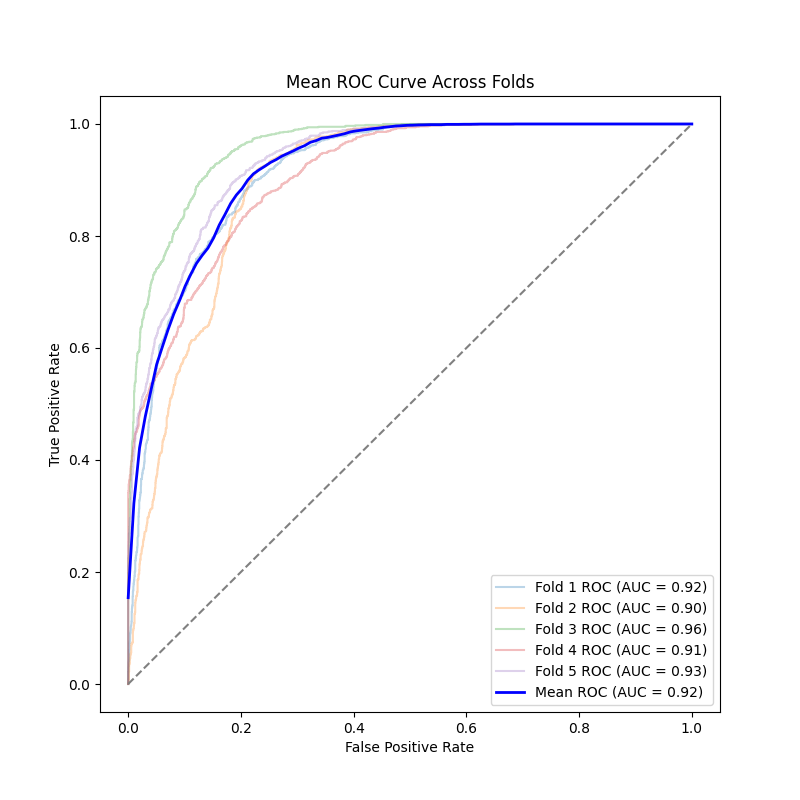 Mean ROC Curve Across Folds
True Positive Rate
1.0
0.8
0.6
0.4
0.2
0.0
Fold 1 ROC (AUC = 0.92)
Fold 2 ROC (AUC = 0.90)
Fold 3 ROC (AUC = 0.96)
Fold 4 ROC (AUC = 0.91)
Fold 5 ROC (AUC = 0.93)
Mean ROC (AUC = 0.92)
0.0 0.2 0.4 0.6 0.8 1.0
False Positive Rate